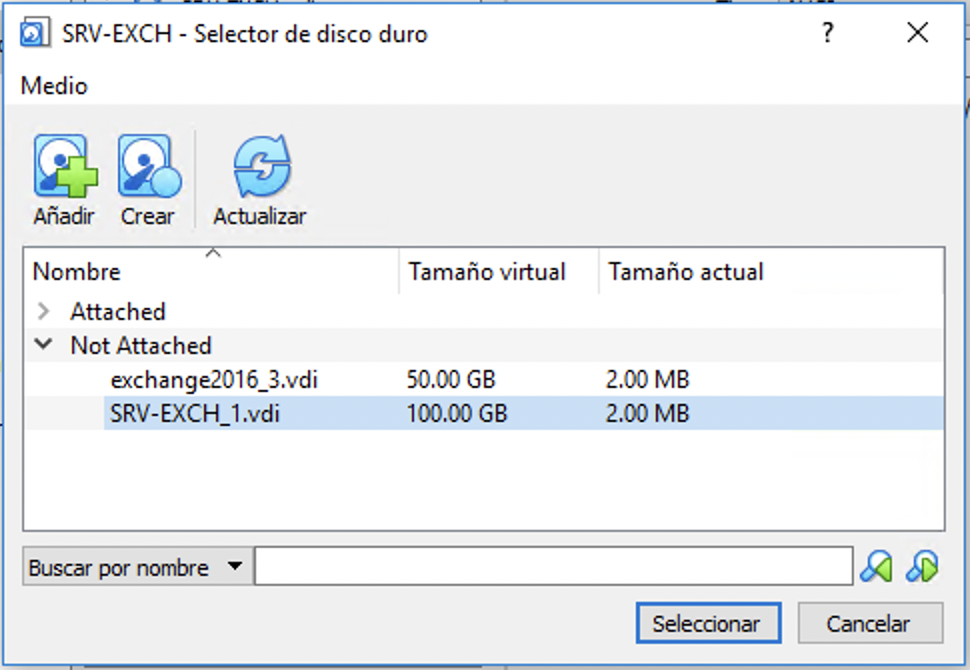 SRV-EXCH - Selector de disco duro ?
Medio
Añadir Crear Actualizar
Nombre Tamaño virtual Tamaño actual
Attached
Not Attached
exchange2016_3.vdi 50.00 GB 2.00 MB
SRV-EXCH_1.vdi 100.00 GB 2.00 MB
Buscar por nombre
Seleccionar Cancelar